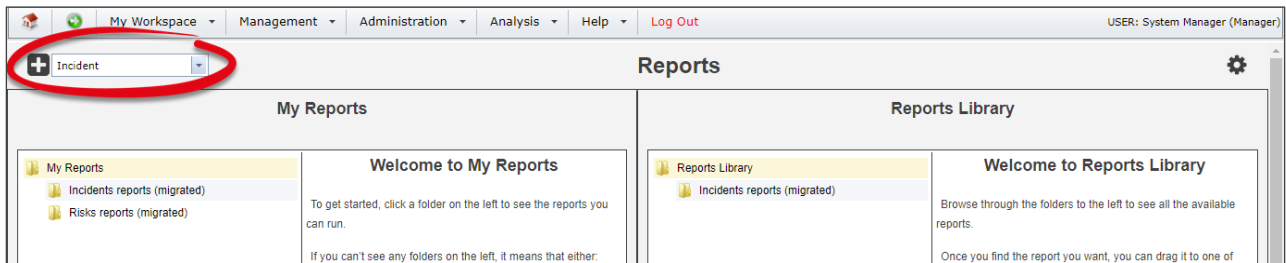 My Workspace Management Administration Analysis Help Log Out USER: System Manager (Manager)
Incident
Reports
My Reports
Reports Library
My Reports
Incidents reports (migrated)
Risks reports (migrated)
Welcome to My Reports
To get started, click a folder on the left to see the reports you
can run.
If you can't see any folders on the left, it means that either:
Reports Library
Incidents reports (migrated)
Welcome to Reports Library
Browse through the folders to the left to see all the available
reports.
Once you find the report you want, you can drag it to one of